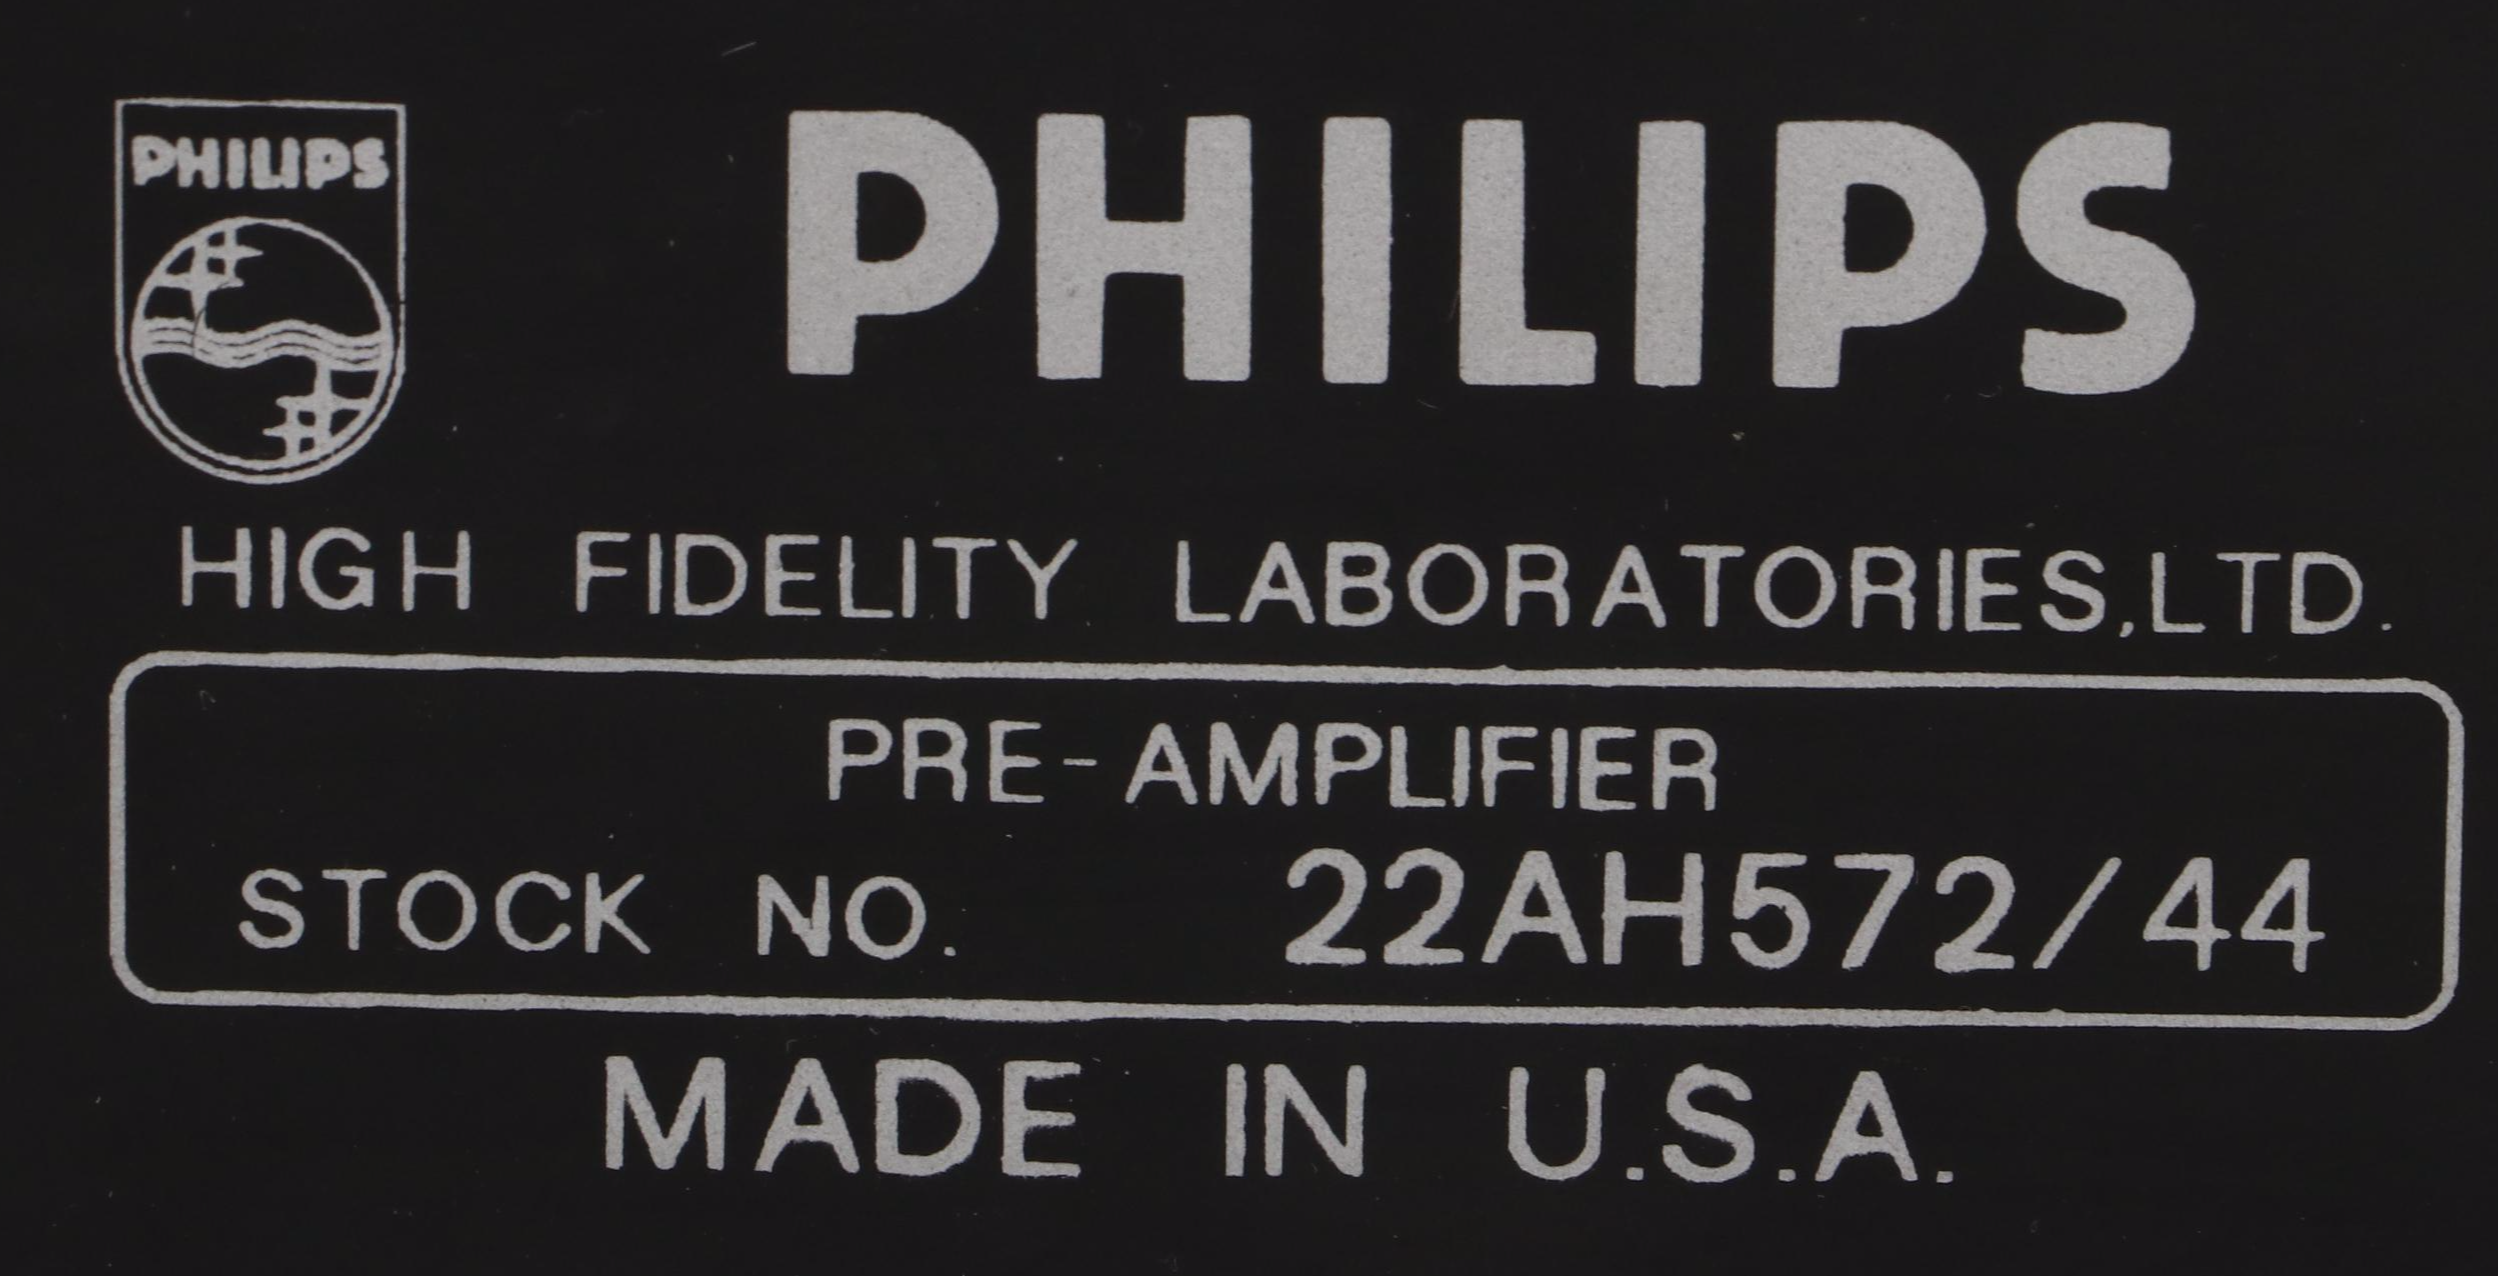 PHILIPS
PHILIPS
HIGH FIDELITY LABORATORIES,LTD.
PRE-AMPLIFIER
STOCK NO. 22AH572/44
MADE IN U.S.A.